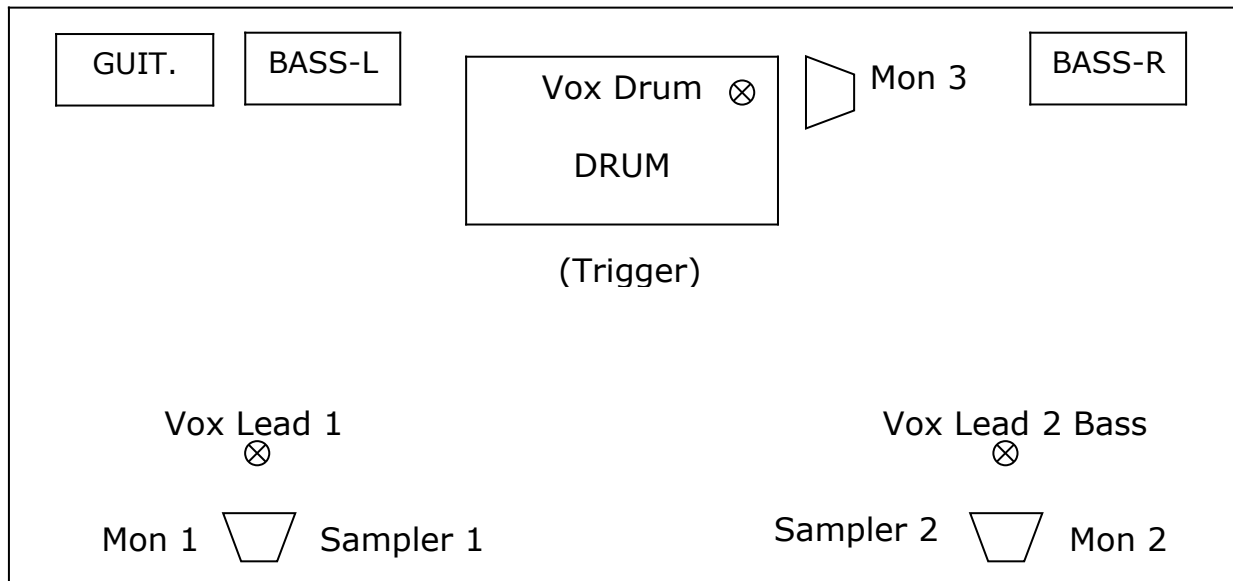 GUIT.
BASS-L
Vox Drum
Mon 3
BASS-R
DRUM
(Trigger)
Vox Lead 1
Vox Lead 2 Bass
Mon 1
Sampler 1
Sampler 2
Mon 2